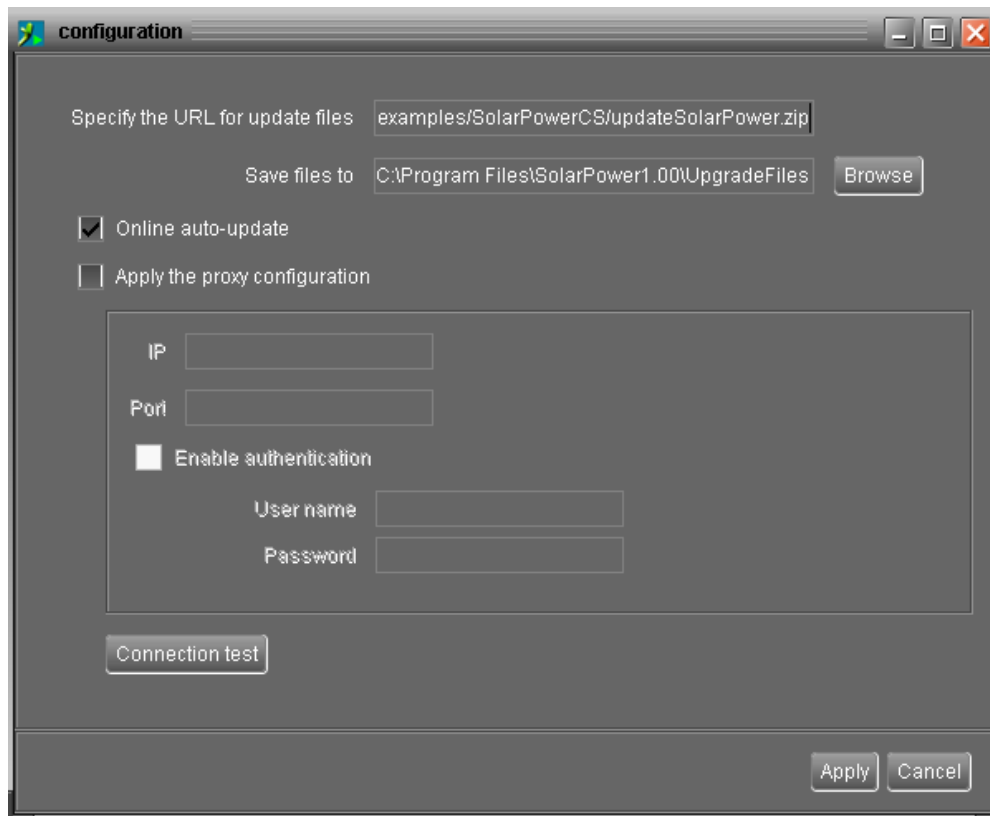 configuration
Specify the URL for update files examples/SolarPowerCS/updateSolarPower.zip
Save files to C:\Program Files\SolarPower1.00\UpgradeFiles Browse
Online auto-update
Apply the proxy configuration
IP
Port
Enable authentication
User name
Password
Connection test
Apply Cancel